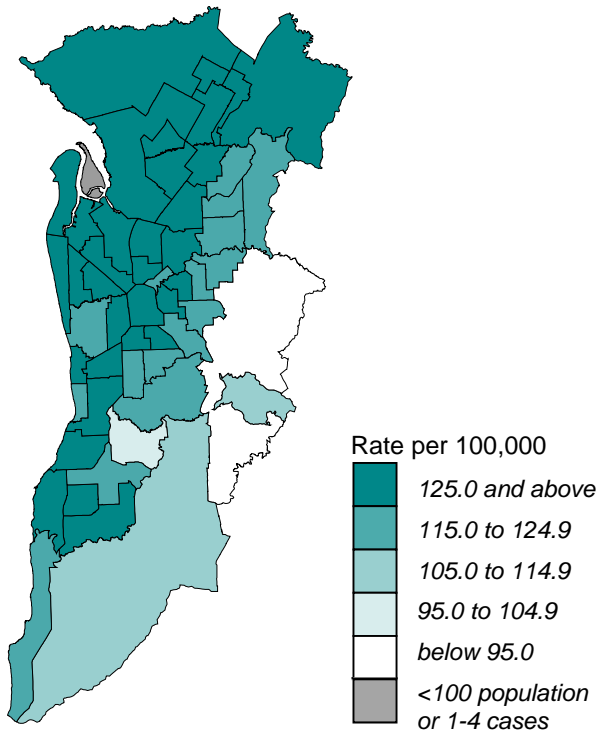 Rate per 100,000
125.0 and above
115.0 to 124.9
105.0 to 114.9
95.0 to 104.9
below 95.0
<100 population
or 1-4 cases